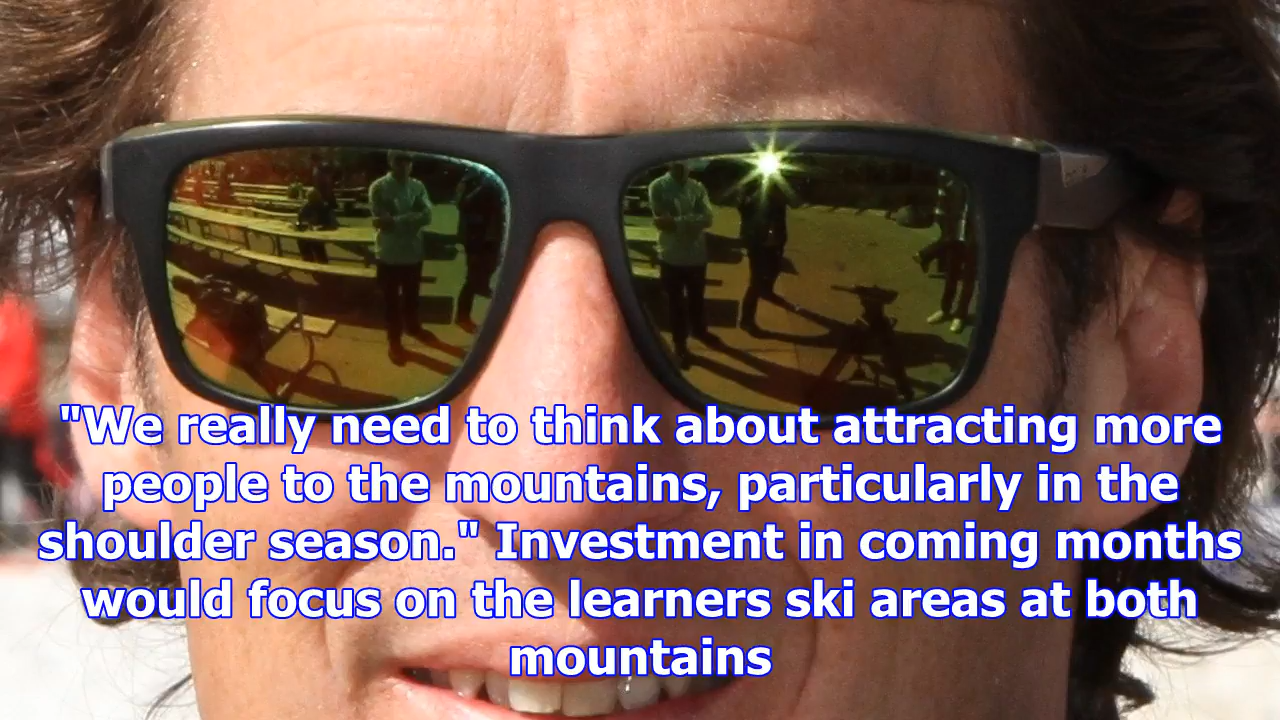 "We really need to think about attracting more
people to the mountains, particularly in the
shoulder season." Investment in coming months
would focus on the learners ski areas at both
mountains